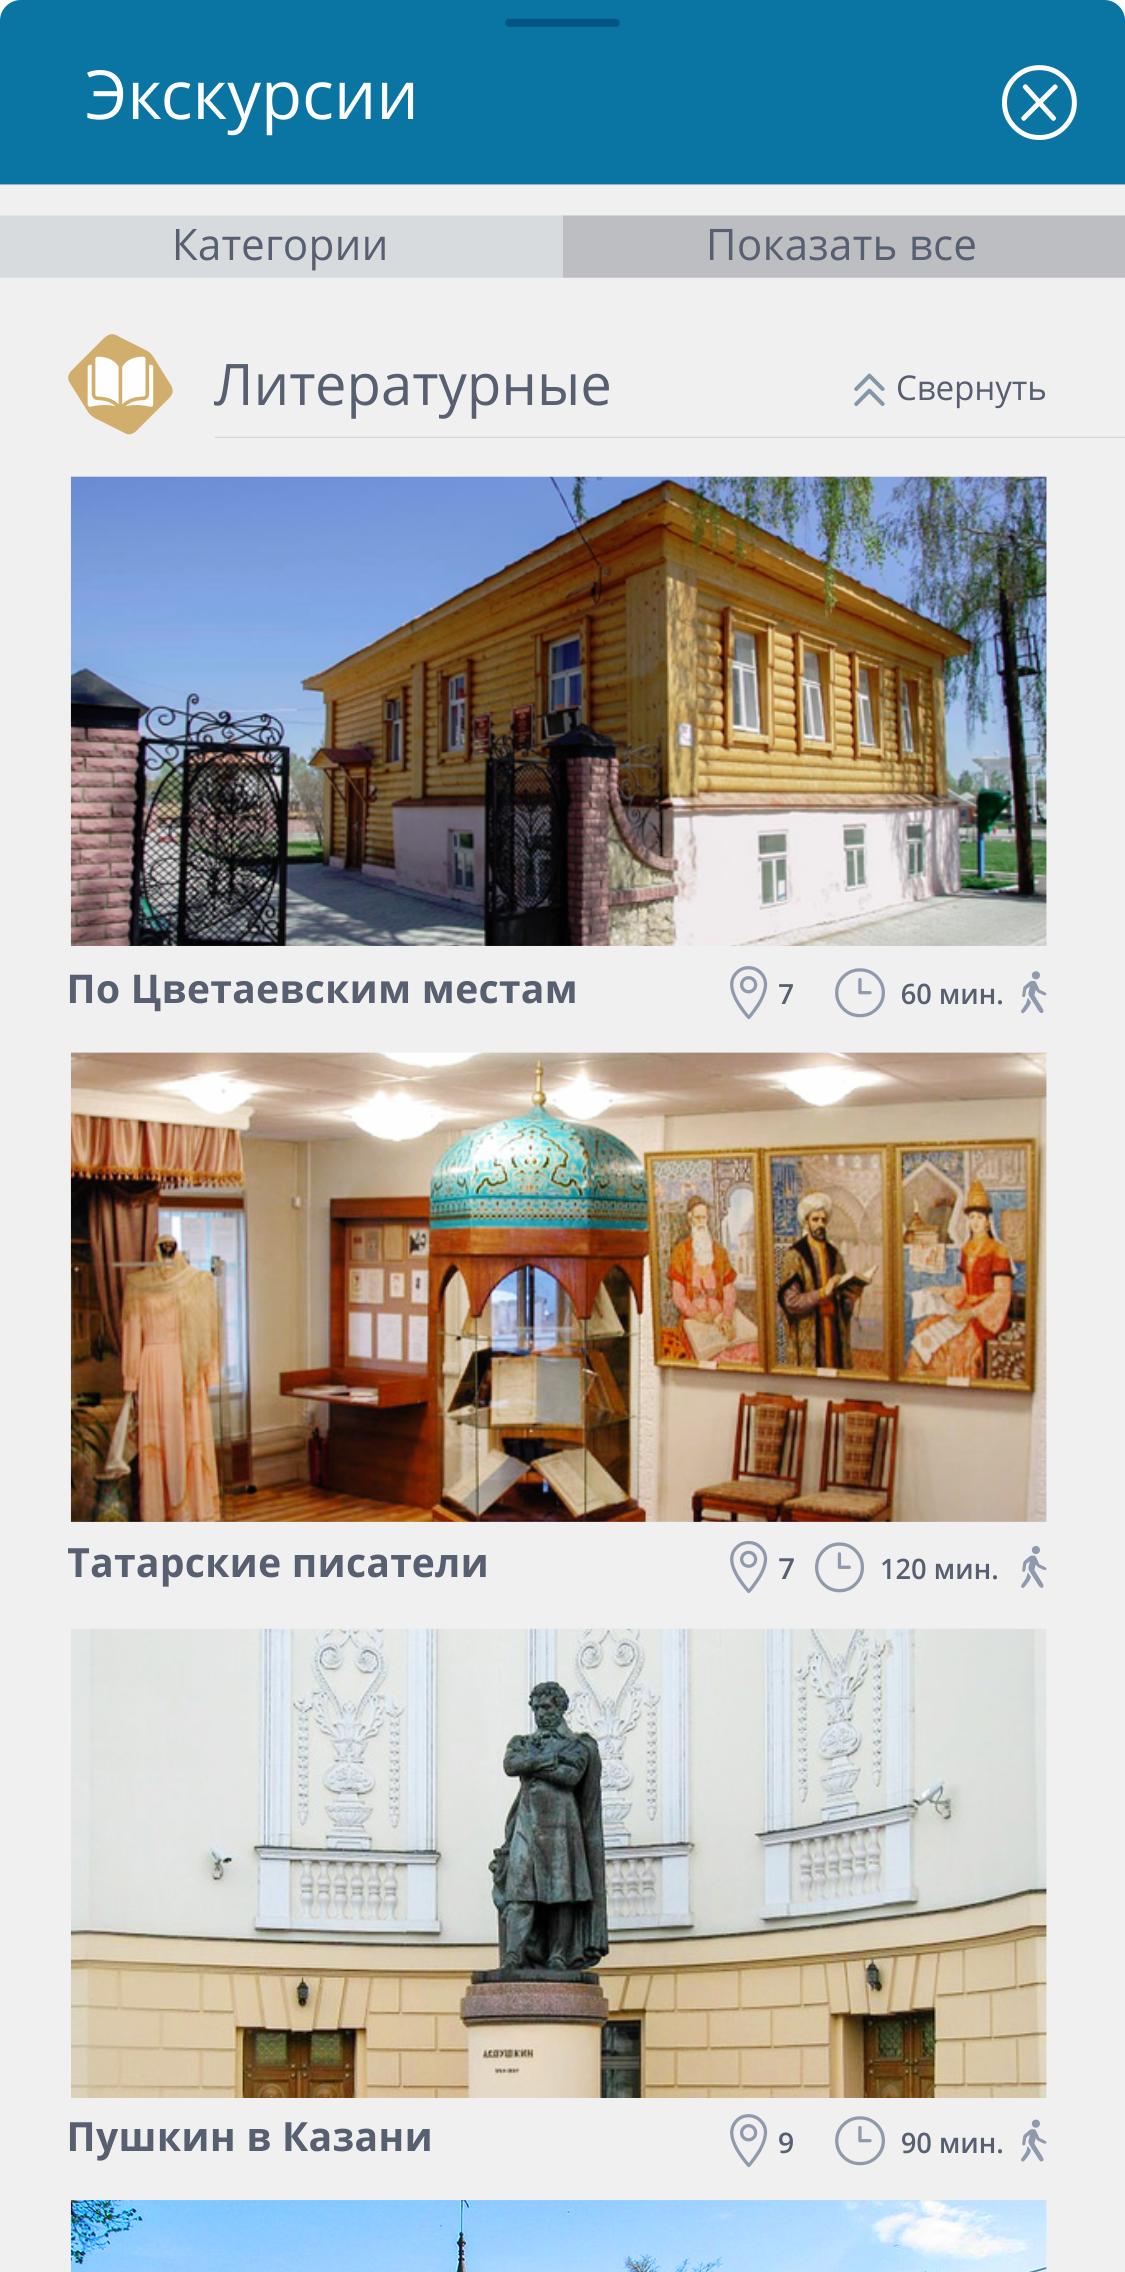 Экскурсии
Категории
Показать все
Литературные
Свернуть
По Цветаевским местам
7
60 мин.
Татарские писатели
7
120 мин.
А.С.ПУШКИН
Пушкин в Казани
9
90 мин.